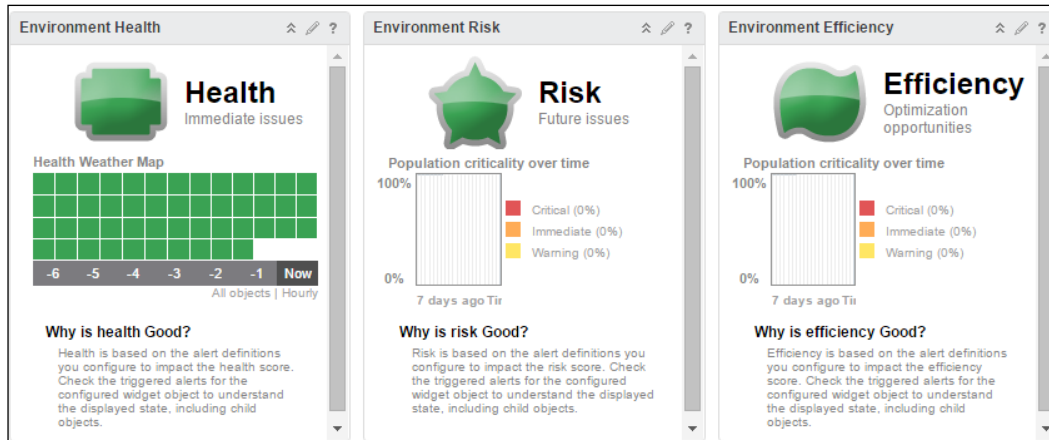 Environment Health
?
Health
Immediate issues
Health Weather Map
-6 -5 -4 -3 -2 -1 Now
All objects | Hourly
Why is health Good?
Health is based on the alert definitions
you configure to impact the health score.
Check the triggered alerts for the
configured widget object to understand
the displayed state, including child
objects.
Environment Risk
?
Risk
Future issues
Population criticality over time
100%
Critical (0%)
Immediate (0%)
Warning (0%)
0%
7 days ago Tir
Why is risk Good?
Risk is based on the alert definitions you
configure to impact the risk score. Check
the triggered alerts for the configured
widget object to understand the displayed
state, including child objects.
Environment Efficiency
?
Efficiency
Optimization
opportunities
Population criticality over time
100%
Critical (0%)
Immediate (0%)
Warning (0%)
0%
7 days ago Tir
Why is efficiency Good?
Efficiency is based on the alert definitions
you configure to impact the efficiency
score. Check the triggered alerts for the
configured widget object to understand
the displayed state, including child
objects.